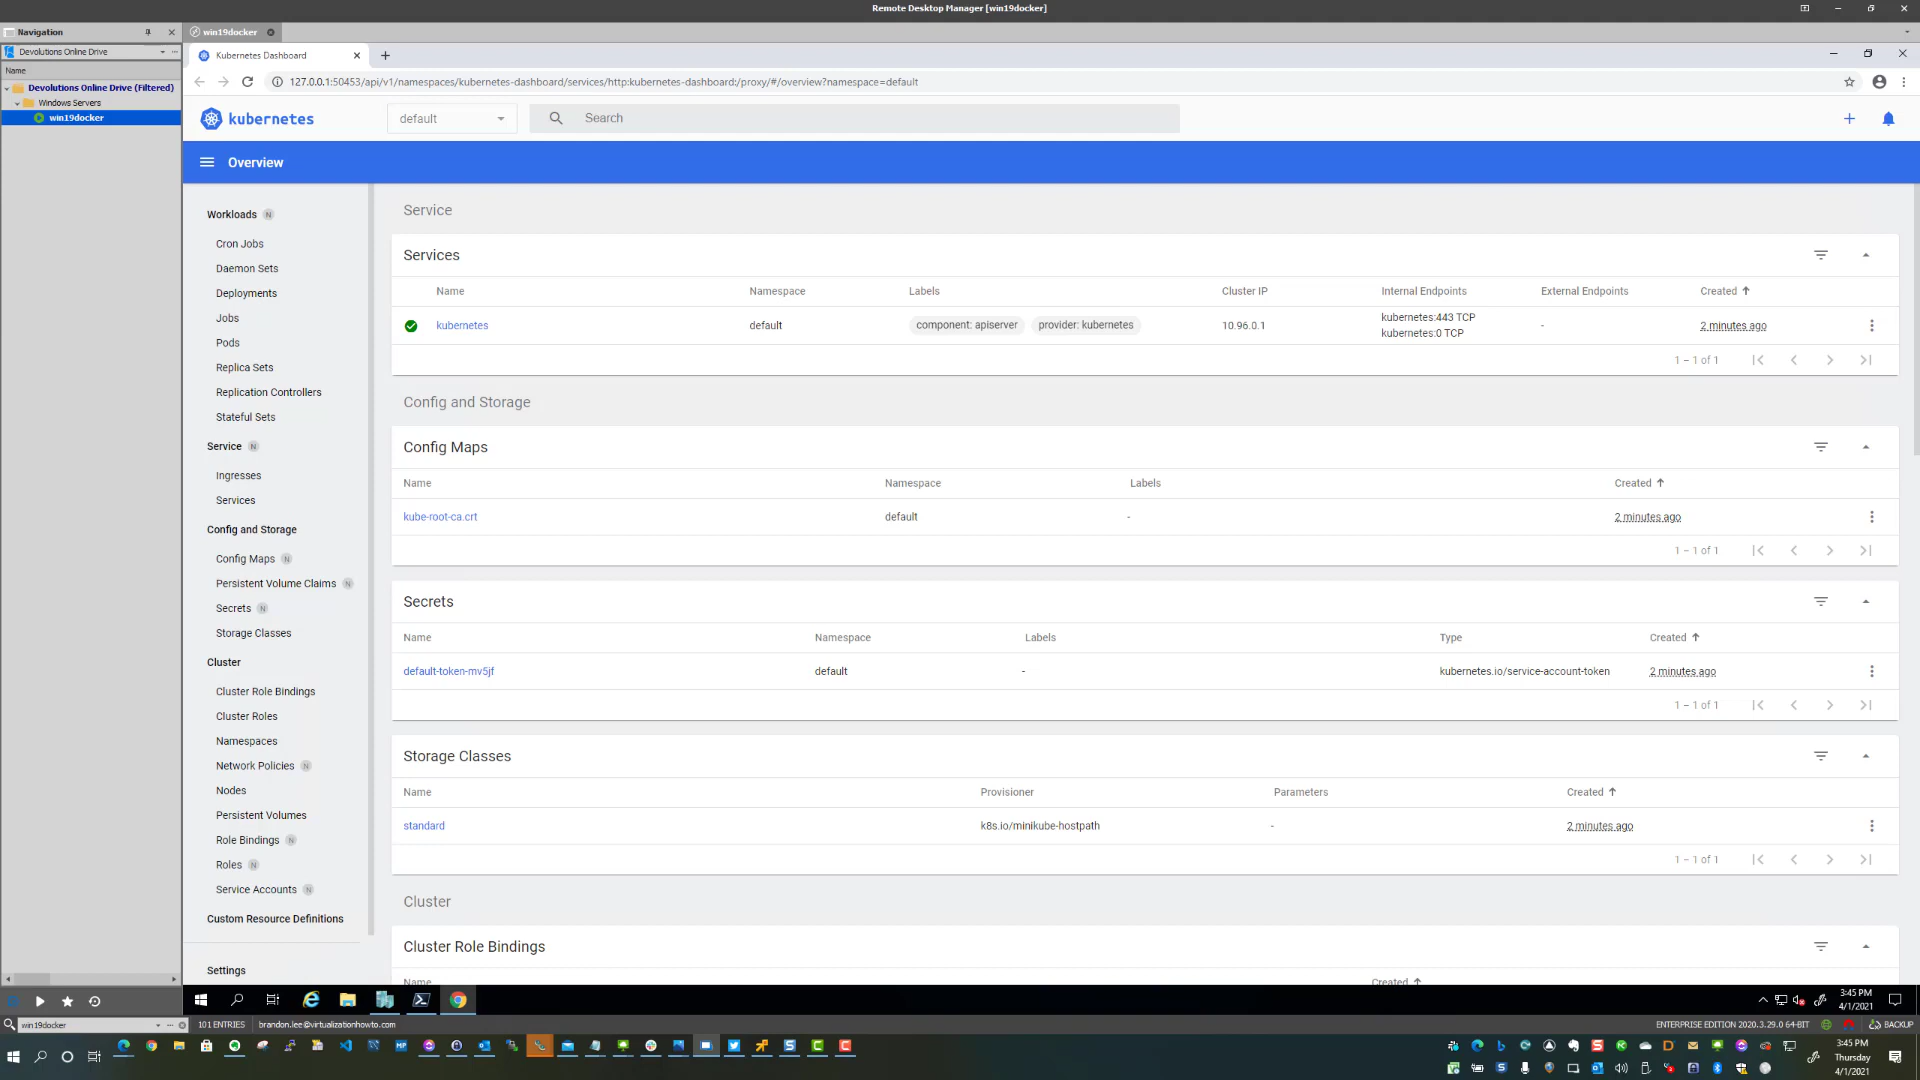 Remote Desktop Manager [win19docker]
Navigation
win19docker
Devolutions Online Drive
Kubernetes Dashboard
Name
127.0.0.1:50453/api/v1/namespaces/kubernetes-dashboard/services/http:kubernetes-dashboard:/proxy/#/overview?namespace=default
Devolutions Online Drive (Filtered)
Windows Servers
win19docker
kubernetes
default
Search
Overview
Workloads N
Cron Jobs
Daemon Sets
Deployments
Jobs
Pods
Replica Sets
Replication Controllers
Stateful Sets
Service N
Ingresses
Services
Config and Storage
Config Maps N
Persistent Volume Claims N
Secrets N
Storage Classes
Cluster
Cluster Role Bindings
Cluster Roles
Namespaces
Network Policies N
Nodes
Persistent Volumes
Role Bindings N
Roles N
Service Accounts N
Custom Resource Definitions
Settings
Service
Services
Name Namespace Labels Cluster IP Internal Endpoints External Endpoints Created
kubernetes default component: apiserver provider: kubernetes 10.96.0.1 kubernetes:443 TCP - 2 minutes ago
kubernetes:0 TCP
1 – 1 of 1
Config and Storage
Config Maps
Name Namespace Labels Created
kube-root-ca.crt default - 2 minutes ago
1 – 1 of 1
Secrets
Name Namespace Labels Type Created
default-token-mv5jf default - kubernetes.io/service-account-token 2 minutes ago
1 – 1 of 1
Storage Classes
Name Provisioner Parameters Created
standard k8s.io/minikube-hostpath - 2 minutes ago
1 – 1 of 1
Cluster
Cluster Role Bindings
Name Created
3:45 PM
4/1/2021
win19docker
101 ENTRIES
brandon.lee@virtualizationhowto.com
ENTERPRISE EDITION 2020.3.29.0 64-BIT
BACKUP
3:45 PM
Thursday
4/1/2021